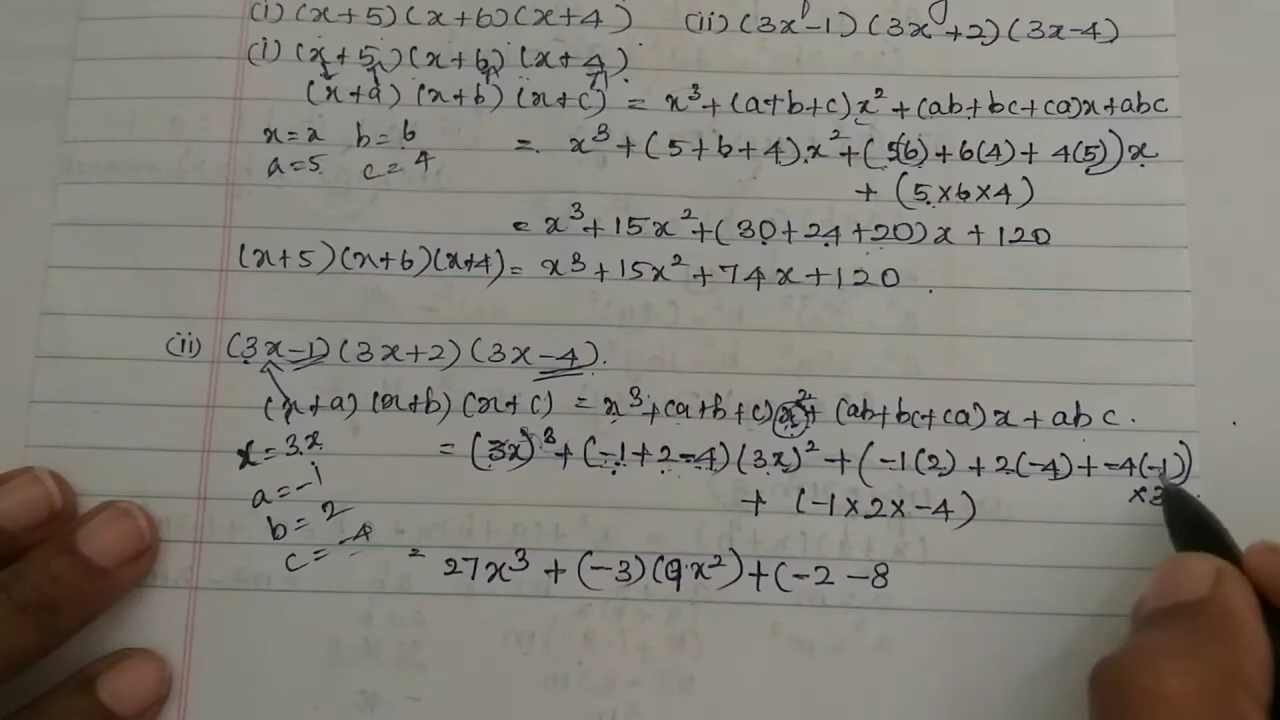 (i) (x+5)(x+6)(x+4) (ii) (3x-1)(3x+2)(3x-4)
(i) (x+5)(x+6)(x+4).
(x+a)(x+b)(x+c) = x³+(a+b+c)x²+(ab+bc+ca)x+abc
x=x b=6
a=5 c=4
= x³+(5+6+4)x²+(5(6)+6(4)+4(5))x
+ (5×6×4)
= x³+15x²+(30+24+20)x+120
(x+5)(x+6)(x+4) = x³+15x²+74x+120.
(ii) (3x-1)(3x+2)(3x-4).
(x+a)(x+b)(x+c) = x³+(a+b+c)x²+(ab+bc+ca)x+abc.
x=3x
a=-1
b=2
c=-4
= (3x)³+(-1+2-4)(3x)²+(-1(2)+2(-4)+-4(-1))
×3
+ (-1×2×-4)
= 27x³+(-3)(9x²)+(-2-8